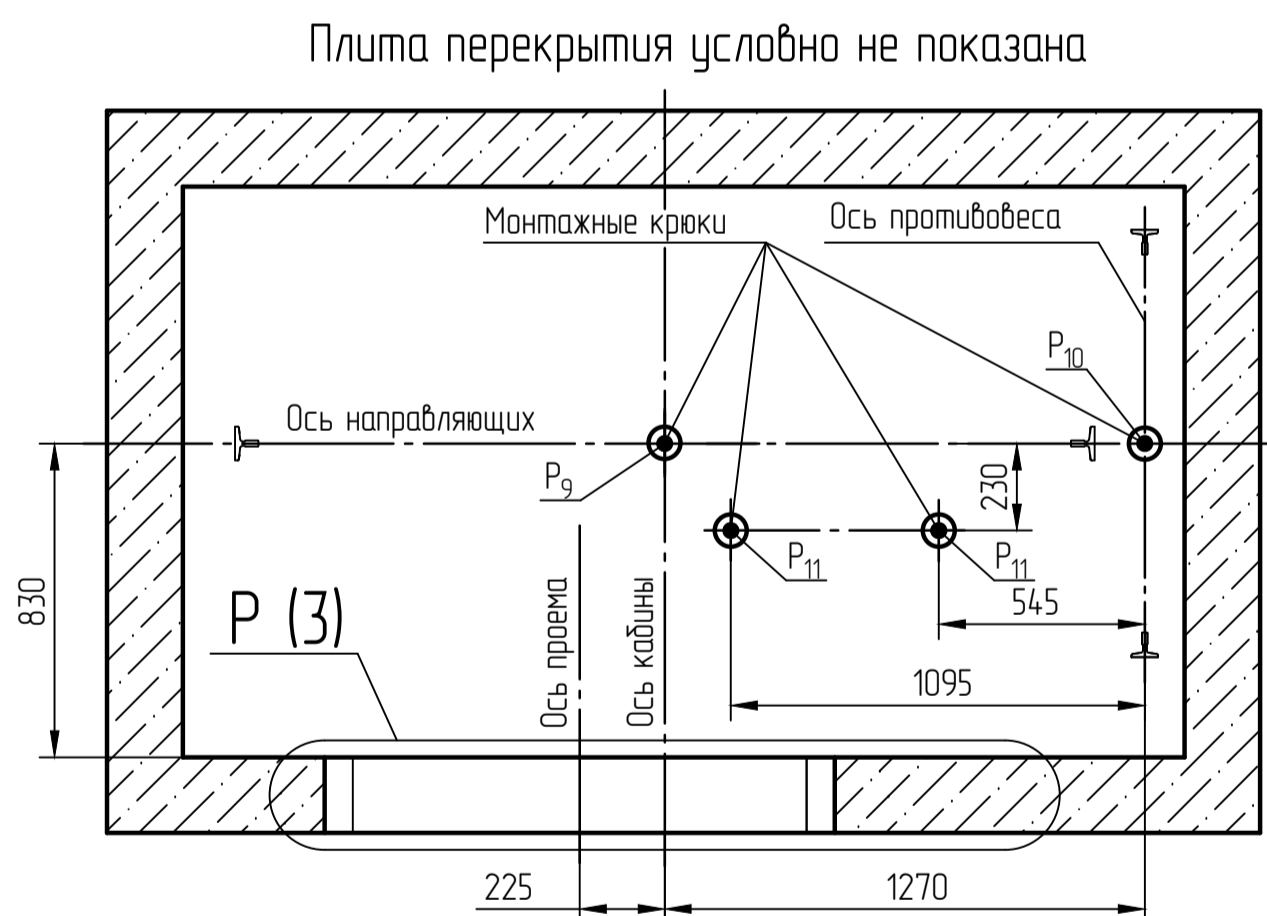 Плита перекрытия условно не показана
Монтажные крюки
Ось противовеса
P10
Ось направляющих
P9
230
P11
P11
830
P (3)
Ось проема
Ось кабины
545
1095
225
1270